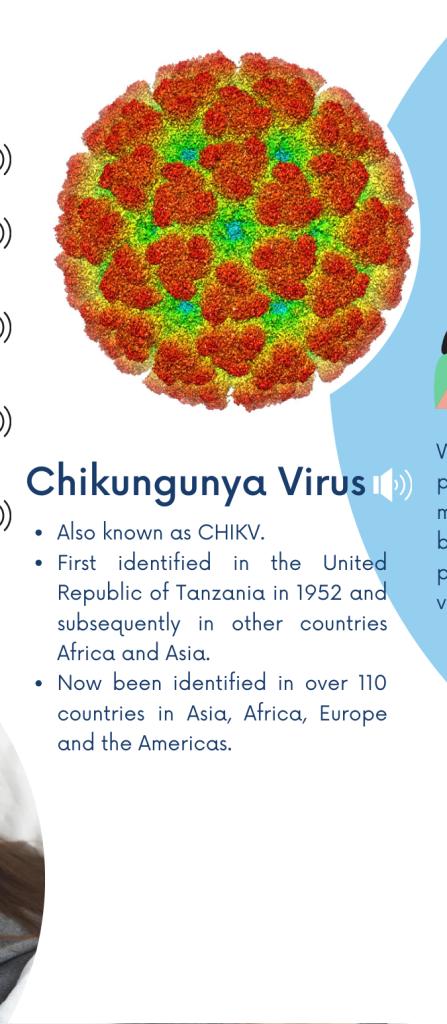 Chikungunya Virus
• Also known as CHIKV.
• First identified in the United
Republic of Tanzania in 1952 and
subsequently in other countries
Africa and Asia.
• Now been identified in over 110
countries in Asia, Africa, Europe
and the Americas.